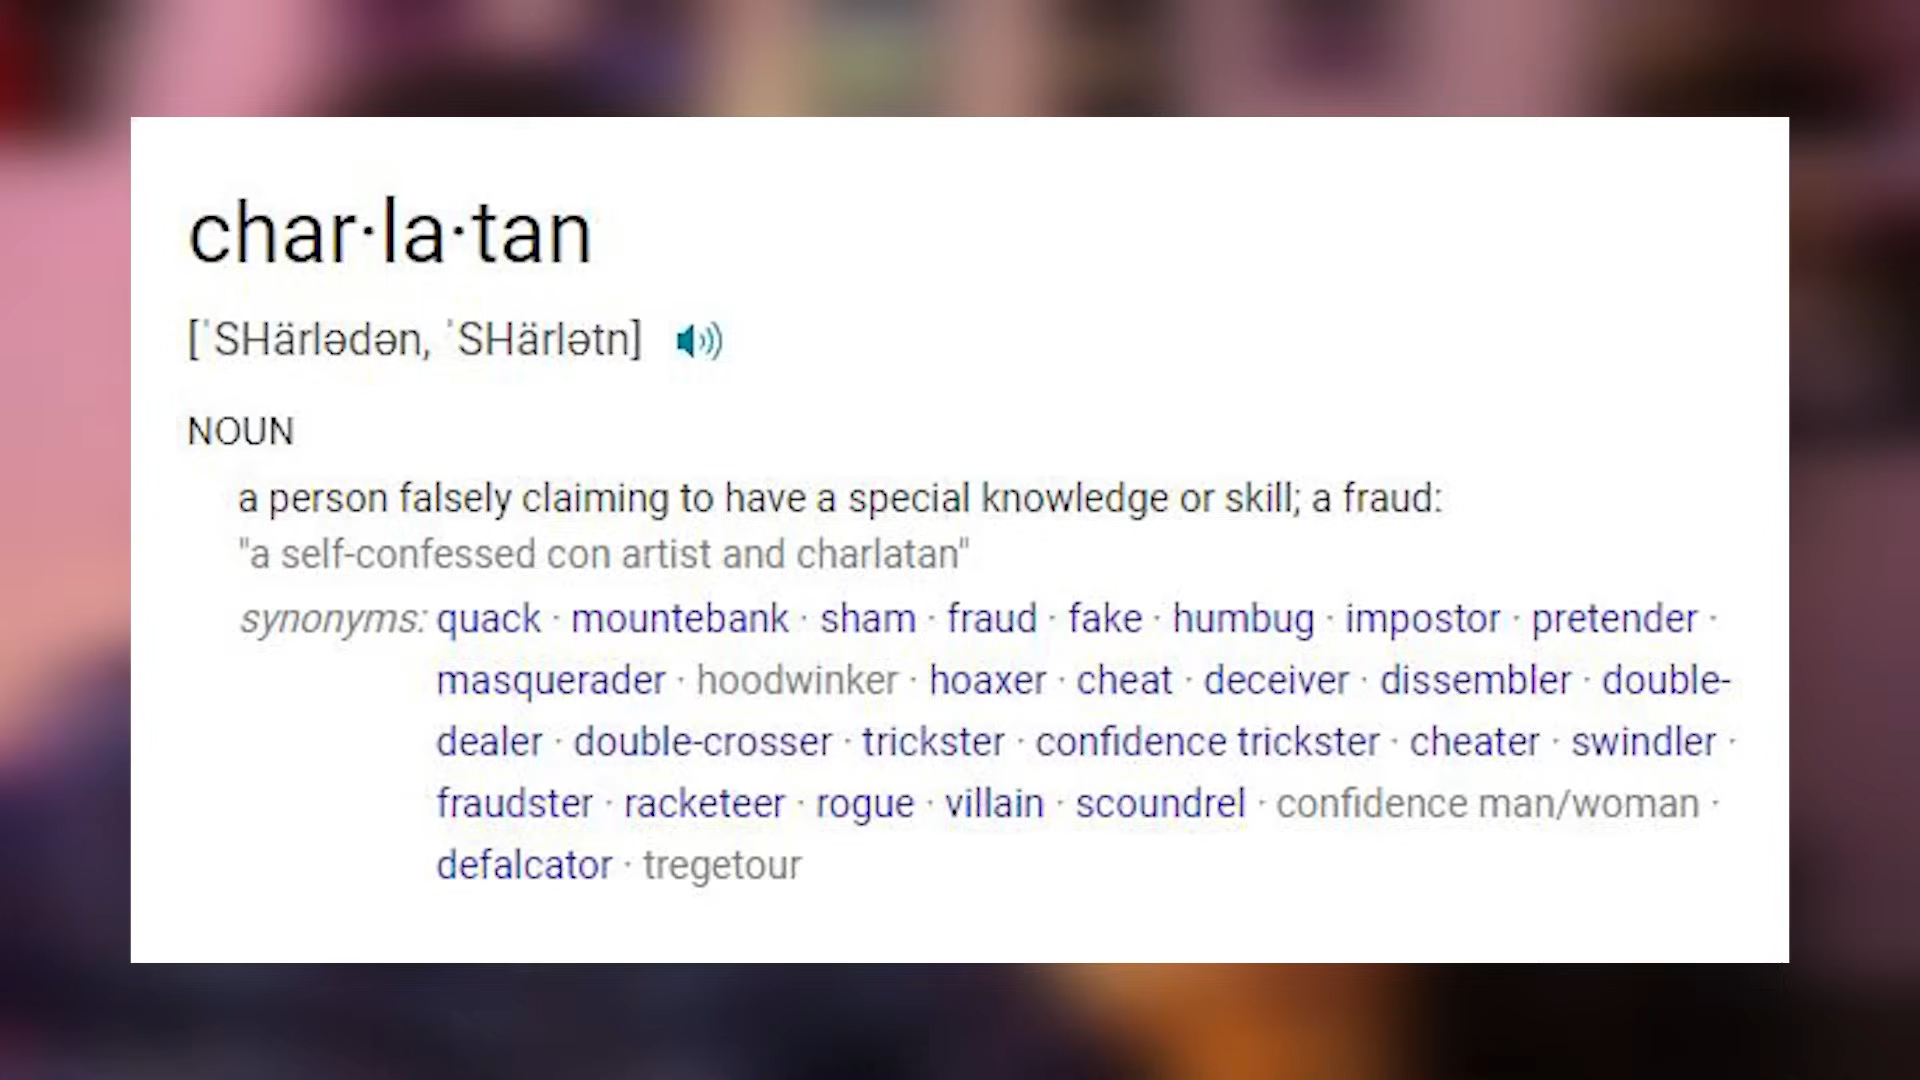 char·la·tan
[ˈSHärlədən, ˈSHärlətn]
NOUN
a person falsely claiming to have a special knowledge or skill; a fraud:
"a self-confessed con artist and charlatan"
synonyms: quack · mountebank · sham · fraud · fake · humbug · impostor · pretender ·
masquerader · hoodwinker · hoaxer · cheat · deceiver · dissembler · double-
dealer · double-crosser · trickster · confidence trickster · cheater · swindler ·
fraudster · racketeer · rogue · villain · scoundrel · confidence man/woman ·
defalcator · tregetour